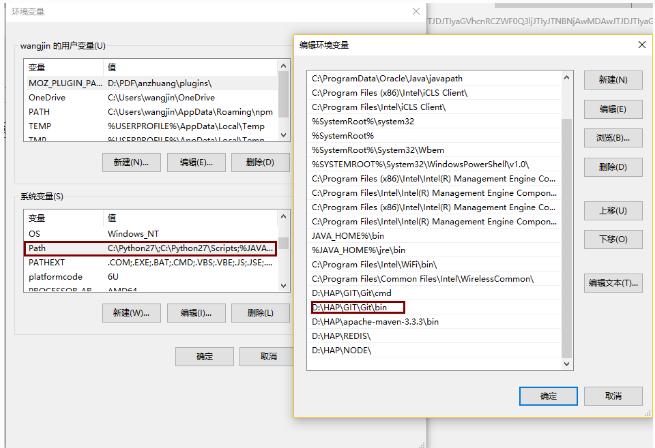 环境变量
TJDJTIyaGVhcnRCZWF0Q3ljJTIyJTNBNjAwMDAwJTJDJTIyaG
wangjin 的用户变量(U)
变量 值
MOZ_PLUGIN_PA... D:\PDF\anzhuang\plugins\
OneDrive C:\Users\wangjin\OneDrive
PATH C:\Users\wangjin\AppData\Roaming\npm
TEMP %USERPROFILE%\AppData\Local\Temp
TMP %USERPROFILE%\AppData\Local\Temp
新建(N)... 编辑(E)... 删除(D)
系统变量(S)
变量 值
OS Windows_NT
Path C:\Python27\;C:\Python27\Scripts;%JAVA...
PATHEXT .COM;.EXE;.BAT;.CMD;.VBS;.VBE;.JS;.JSE;....
platformcode 6U
PROCESSOR_AR... AMD64
新建(W)... 编辑(I)... 删除(L)
确定 取消
编辑环境变量
C:\ProgramData\Oracle\Java\javapath
C:\Program Files (x86)\Intel\iCLS Client\
C:\Program Files\Intel\iCLS Client\
%SystemRoot%\system32
%SystemRoot%
%SystemRoot%\System32\Wbem
%SYSTEMROOT%\System32\WindowsPowerShell\v1.0\
C:\Program Files (x86)\Intel\Intel(R) Management Engine Co...
C:\Program Files\Intel\Intel(R) Management Engine Compon...
C:\Program Files (x86)\Intel\Intel(R) Management Engine Co...
C:\Program Files\Intel\Intel(R) Management Engine Compon...
JAVA_HOME%\bin
%JAVA_HOME%\jre\bin
C:\Program Files\Intel\WiFi\bin\
C:\Program Files\Common Files\Intel\WirelessCommon\
D:\HAP\GIT\Git\cmd
D:\HAP\GIT\Git\bin
D:\HAP\apache-maven-3.3.3\bin
D:\HAP\REDIS\
D:\HAP\NODE\
新建(N)
编辑(E)
浏览(B)...
删除(D)
上移(U)
下移(O)
编辑文本(T)...
确定 取消